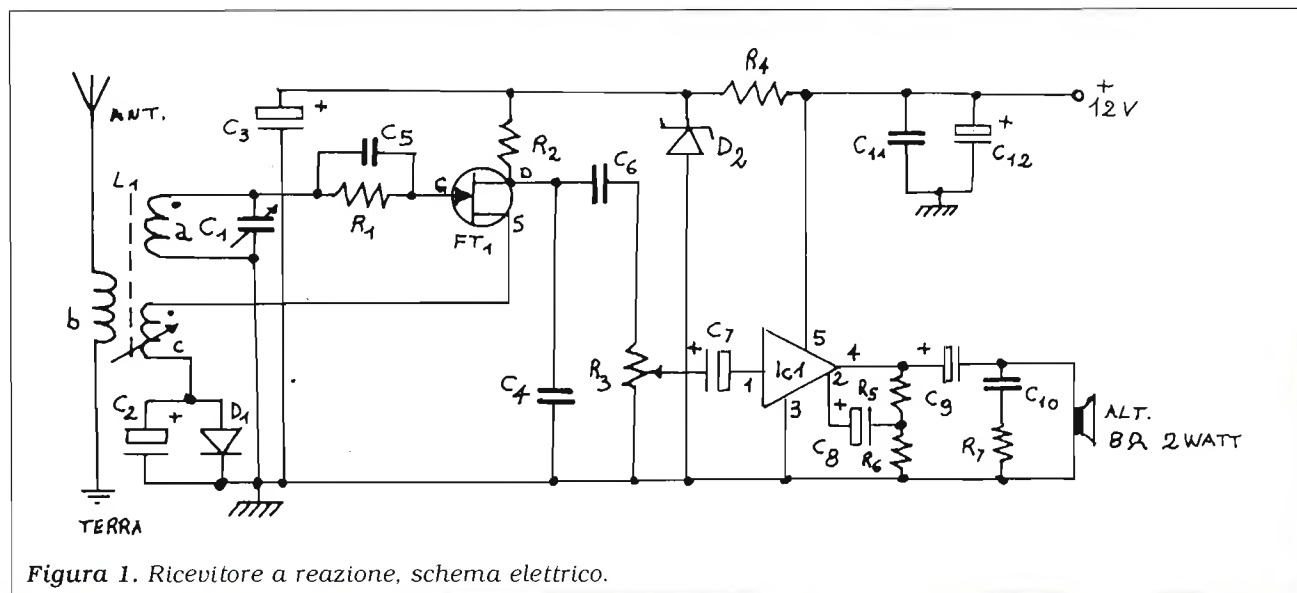 ANT.
L1
a
C1
b
c
C2
+
D1
TERRA
C3
+
C5
R1
G
D
S
FT1
R2
C6
C4
R3
D2
R4
+
12V
C11
+
C12
+
C7
1
IC1
5
4
2
3
+
C8
R5
R6
+
C9
C10
R7
ALT.
8Ω 2WATT
Figura 1. Ricevitore a reazione, schema elettrico.